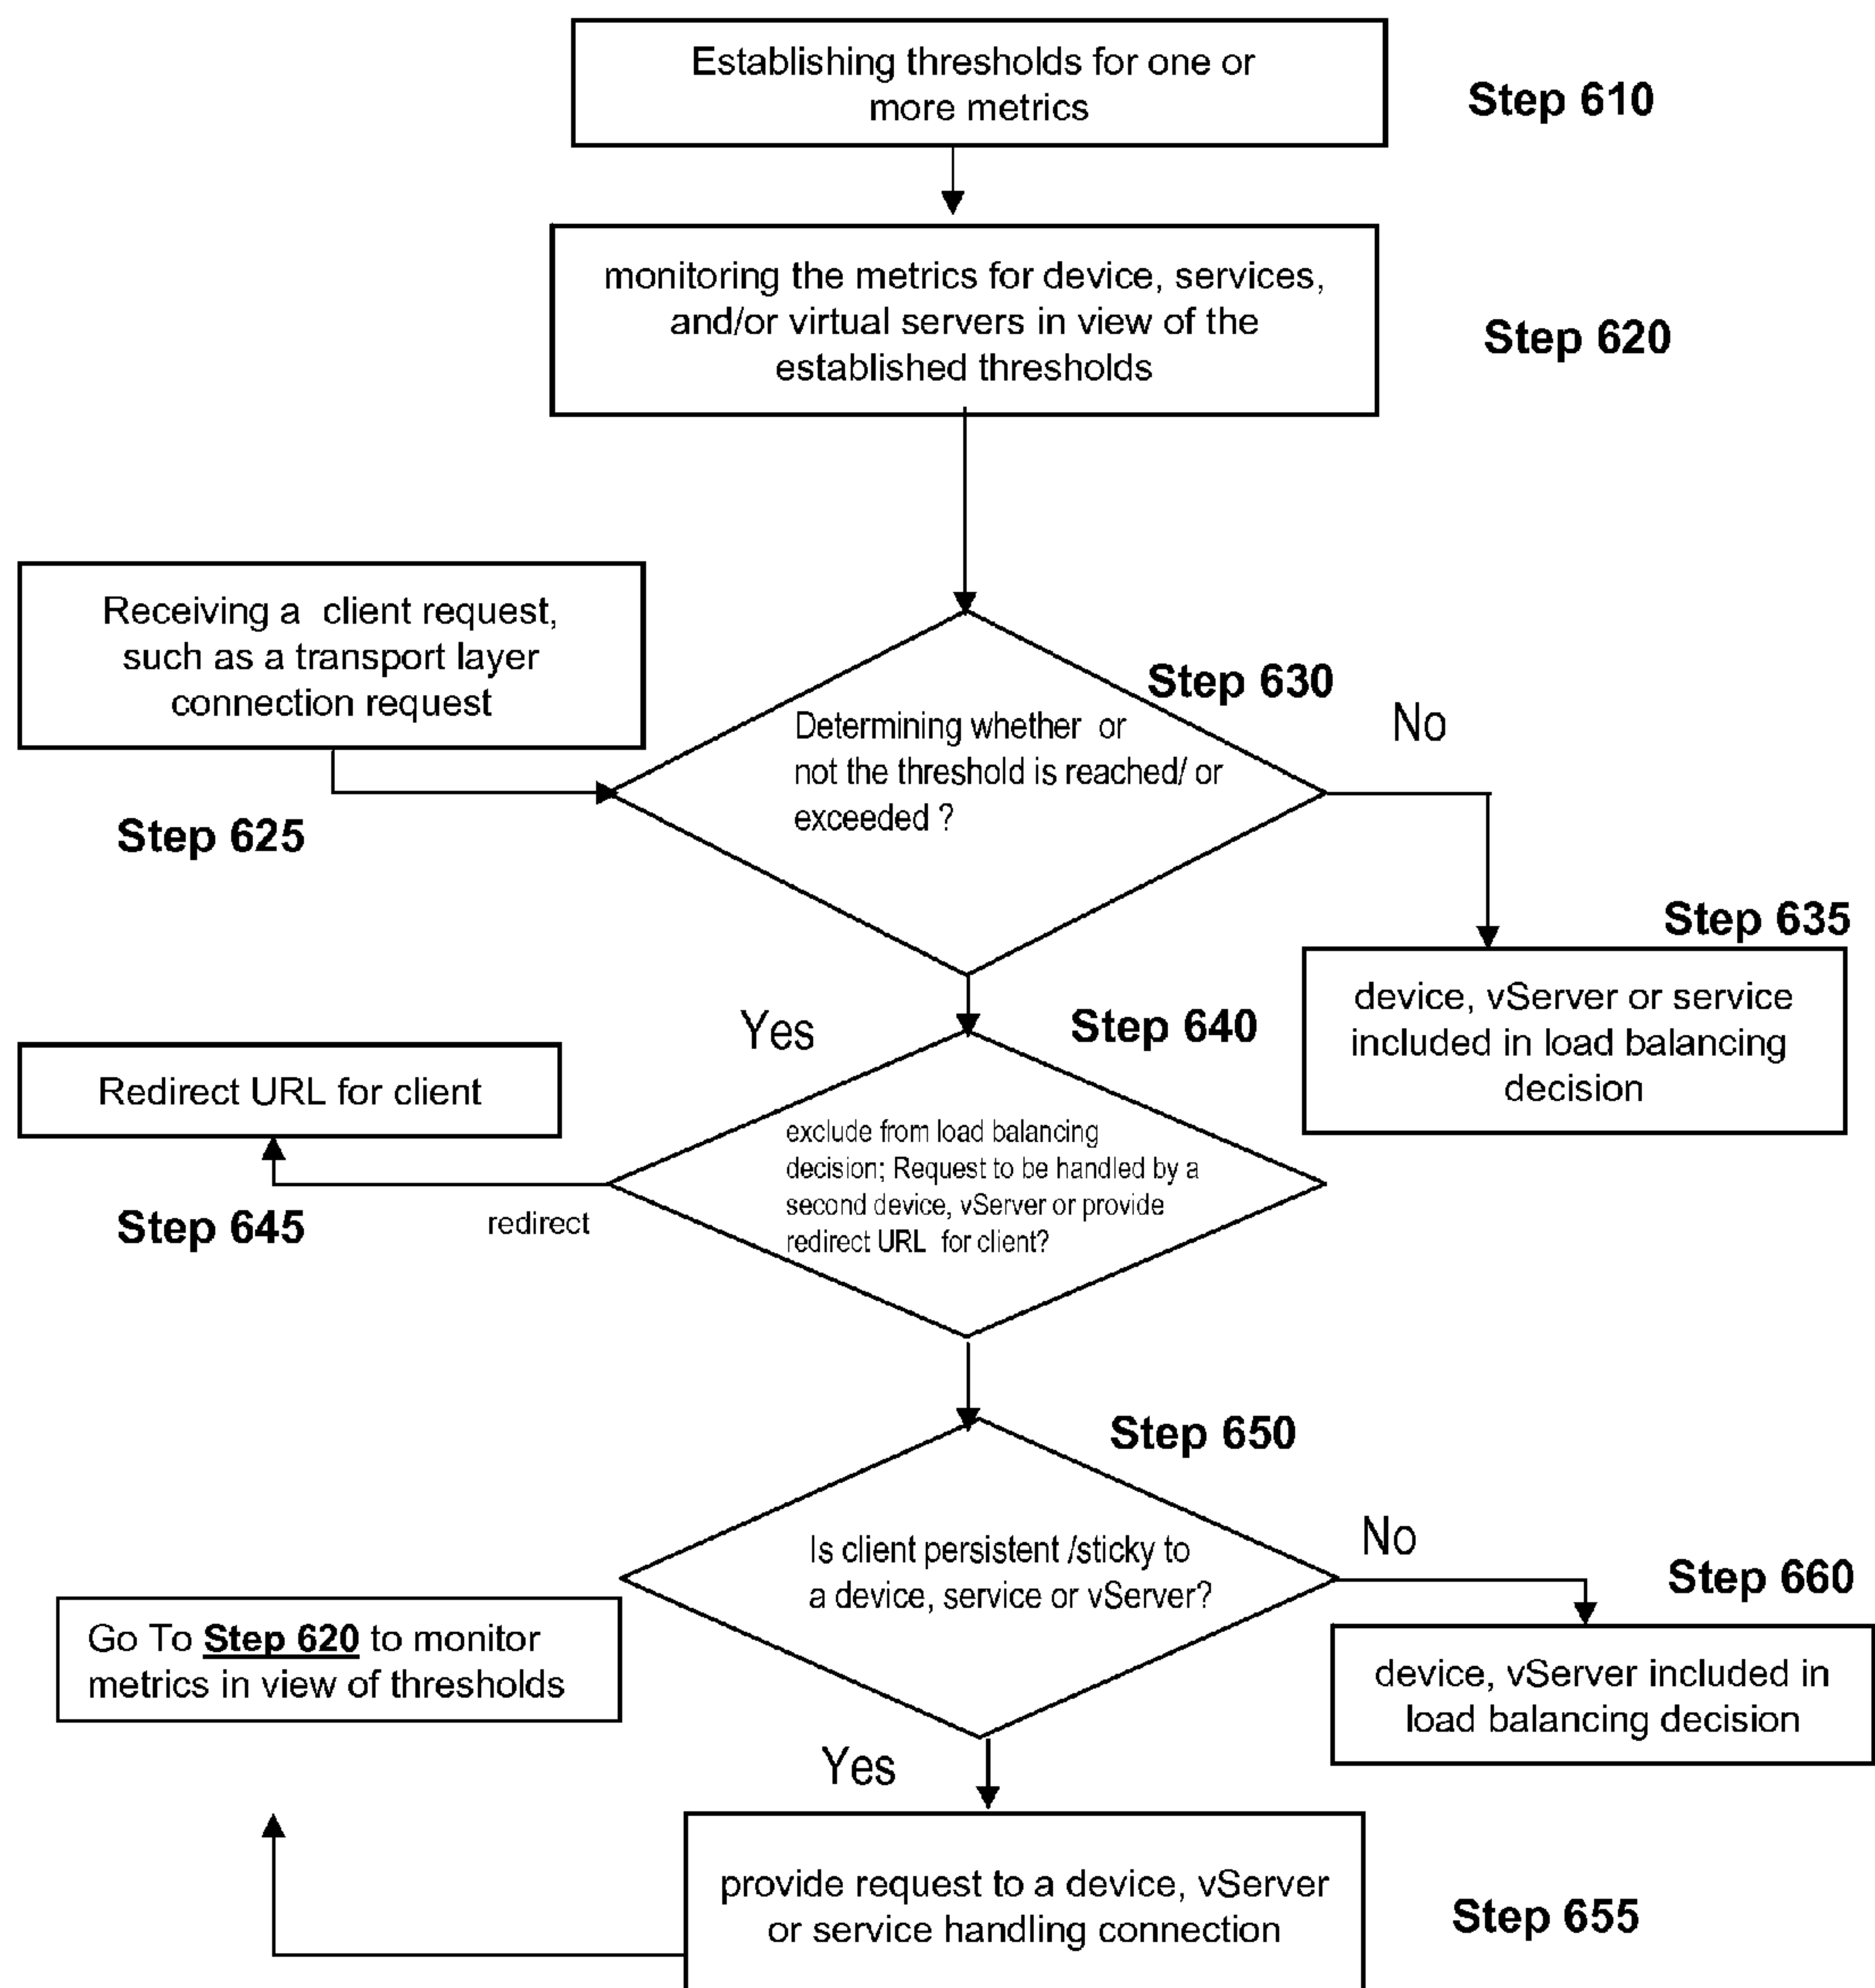 Establishing thresholds for one or
more metrics
Step 610
monitoring the metrics for device, services,
and/or virtual servers in view of the
established thresholds
Step 620
Receiving a client request,
such as a transport layer
connection request
Step 625
Step 630
Determining whether or
not the threshold is reached/ or
exceeded ?
No
Step 635
device, vServer or service
included in load balancing
decision
Yes
Step 640
Redirect URL for client
exclude from load balancing
decision; Request to be handled by a
second device, vServer or provide
redirect URL for client?
Step 645
redirect
Step 650
Is client persistent /sticky to
a device, service or vServer?
No
Step 660
Go To Step 620 to monitor
metrics in view of thresholds
device, vServer included in
load balancing decision
Yes
provide request to a device, vServer
or service handling connection
Step 655